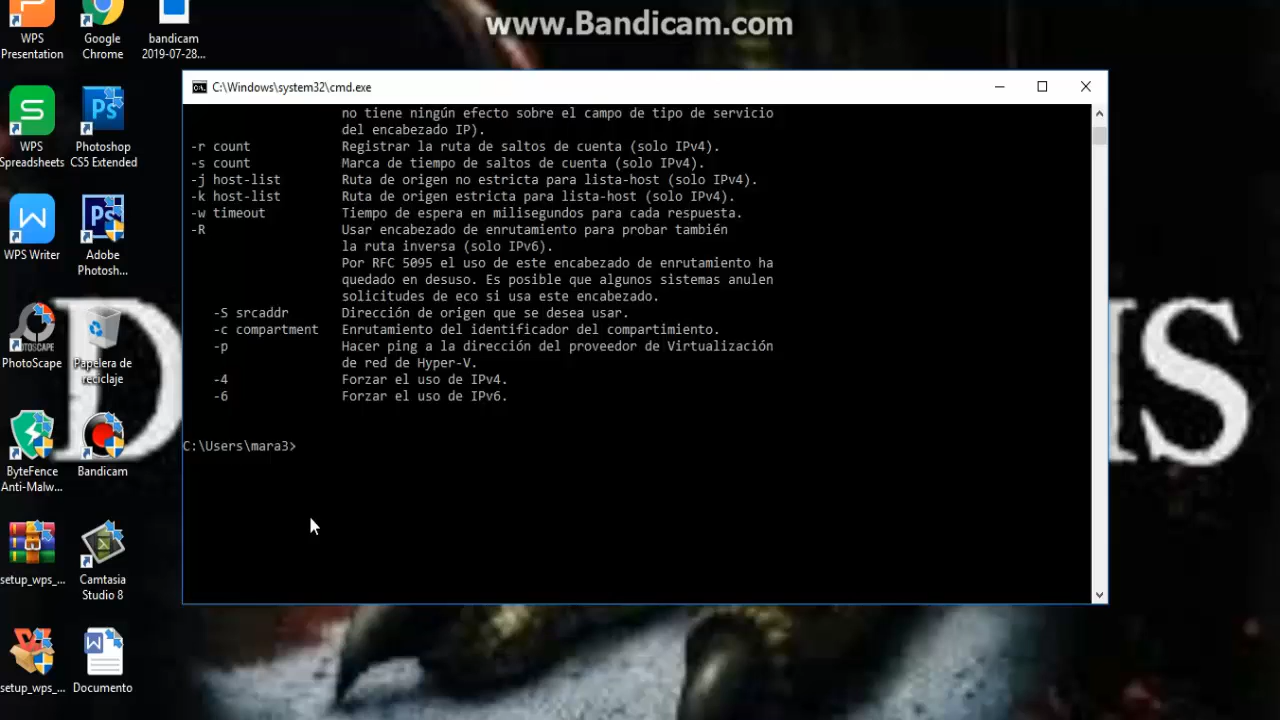 www.Bandicam.com
WPS
Presentation
Google
Chrome
bandicam
2019-07-28...
C:\Windows\system32\cmd.exe
no tiene ningún efecto sobre el campo de tipo de servicio
del encabezado IP).
-r count Registrar la ruta de saltos de cuenta (solo IPv4).
-s count Marca de tiempo de saltos de cuenta (solo IPv4).
-j host-list Ruta de origen no estricta para lista-host (solo IPv4).
-k host-list Ruta de origen estricta para lista-host (solo IPv4).
-w timeout Tiempo de espera en milisegundos para cada respuesta.
-R Usar encabezado de enrutamiento para probar también
la ruta inversa (solo IPv6).
Por RFC 5095 el uso de este encabezado de enrutamiento ha
quedado en desuso. Es posible que algunos sistemas anulen
solicitudes de eco si usa este encabezado.
-S srcaddr Dirección de origen que se desea usar.
-c compartment Enrutamiento del identificador del compartimiento.
-p Hacer ping a la dirección del proveedor de Virtualización
de red de Hyper-V.
-4 Forzar el uso de IPv4.
-6 Forzar el uso de IPv6.
C:\Users\mara3>
WPS
Spreadsheets
Photoshop
CS5 Extended
WPS Writer
Adobe
Photosh...
PhotoScape
Papelera de
reciclaje
ByteFence
Anti-Malw...
Bandicam
setup_wps_...
Camtasia
Studio 8
setup_wps_...
Documento